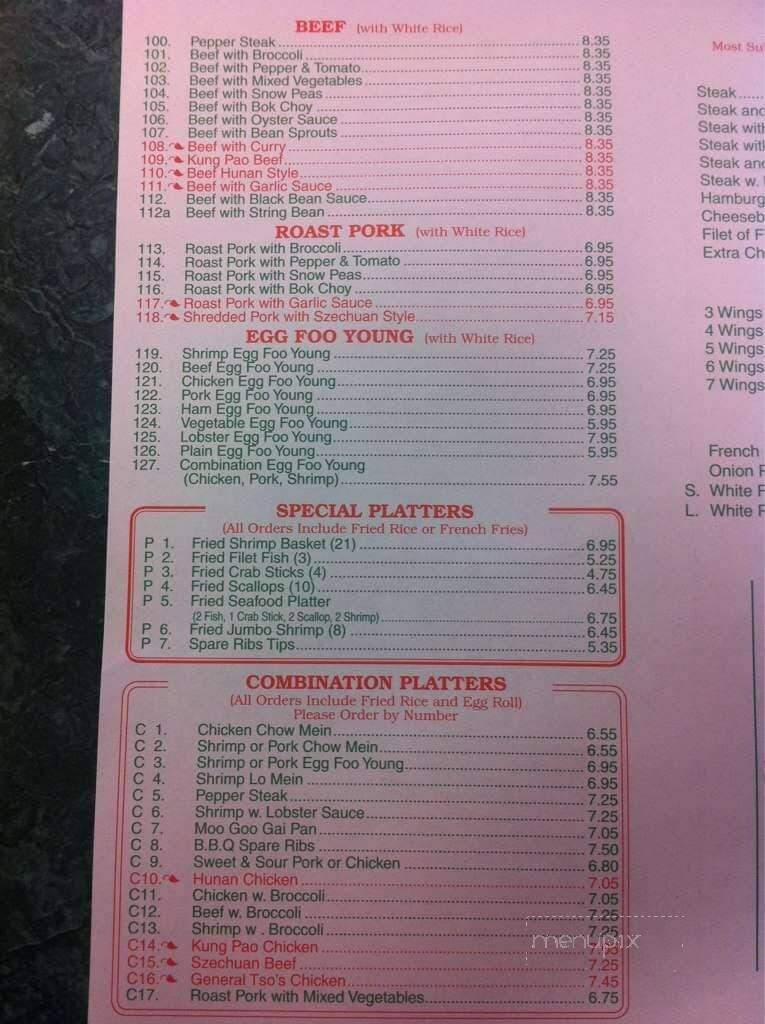 BEEF (with White Rice)
100. Pepper Steak 8.35
101. Beef with Broccoli 8.35
102. Beef with Pepper & Tomato 8.35
103. Beef with Mixed Vegetables 8.35
104. Beef with Snow Peas 8.35
105. Beef with Bok Choy 8.35
106. Beef with Oyster Sauce 8.35
107. Beef with Bean Sprouts 8.35
108. Beef with Curry 8.35
109. Kung Pao Beef 8.35
110. Beef Hunan Style 8.35
111. Beef with Garlic Sauce 8.35
112. Beef with Black Bean Sauce 8.35
112a Beef with String Bean 8.35
ROAST PORK (with White Rice)
113. Roast Pork with Broccoli 6.95
114. Roast Pork with Pepper & Tomato 6.95
115. Roast Pork with Snow Peas 6.95
116. Roast Pork with Bok Choy 6.95
117. Roast Pork with Garlic Sauce 6.95
118. Shredded Pork with Szechuan Style 7.15
EGG FOO YOUNG (with White Rice)
119. Shrimp Egg Foo Young 7.25
120. Beef Egg Foo Young 7.25
121. Chicken Egg Foo Young 6.95
122. Pork Egg Foo Young 6.95
123. Ham Egg Foo Young 6.95
124. Vegetable Egg Foo Young 5.95
125. Lobster Egg Foo Young 7.95
126. Plain Egg Foo Young 5.95
127. Combination Egg Foo Young
(Chicken, Pork, Shrimp) 7.55
SPECIAL PLATTERS
(All Orders Include Fried Rice or French Fries)
P 1. Fried Shrimp Basket (21) 6.95
P 2. Fried Filet Fish (3) 5.25
P 3. Fried Crab Sticks (4) 4.75
P 4. Fried Scallops (10) 6.45
P 5. Fried Seafood Platter
(2 Fish, 1 Crab Stick, 2 Scallop, 2 Shrimp) 6.75
P 6. Fried Jumbo Shrimp (8) 6.45
P 7. Spare Ribs Tips 5.35
COMBINATION PLATTERS
(All Orders Include Fried Rice and Egg Roll)
Please Order by Number
C 1. Chicken Chow Mein 6.55
C 2. Shrimp or Pork Chow Mein 6.55
C 3. Shrimp or Pork Egg Foo Young 6.95
C 4. Shrimp Lo Mein 6.95
C 5. Pepper Steak 7.25
C 6. Shrimp w. Lobster Sauce 7.25
C 7. Moo Goo Gai Pan 7.05
C 8. B.B.Q Spare Ribs 7.50
C 9. Sweet & Sour Pork or Chicken 6.80
C10. Hunan Chicken 7.05
C11. Chicken w. Broccoli 7.05
C12. Beef w. Broccoli 7.25
C13. Shrimp w . Broccoli 7.25
C14. Kung Pao Chicken
C15. Szechuan Beef 7.25
C16. General Tso's Chicken 7.45
C17. Roast Pork with Mixed Vegetables 6.75
menupix
Most
Steak
Steak and
Steak with
Steak with
Steak and
Steak w.
Hamburg
Cheeseb
Filet of F
Extra Ch
3 Wings
4 Wings
5 Wings
6 Wings
7 Wings
French
Onion
S. White
L. White